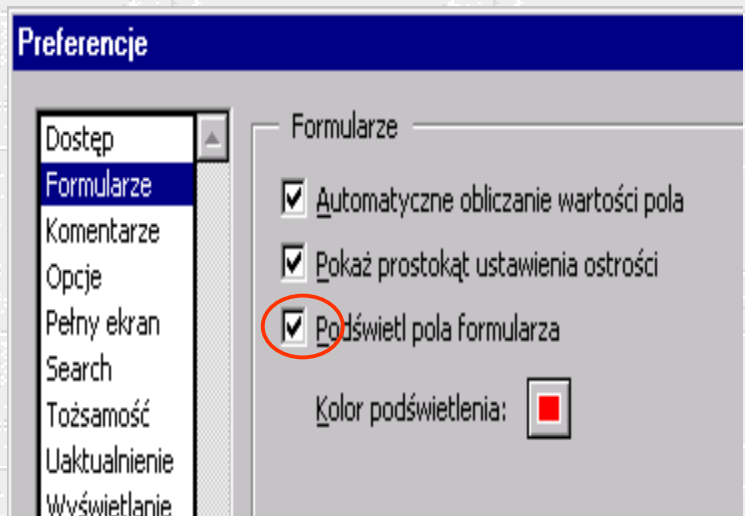 Preferencje
Dostęp
Formularze
Komentarze
Opcje
Pełny ekran
Search
Tożsamość
Uaktualnienie
Wyświetlanie
Formularze
Automatyczne obliczanie wartości pola
Pokaż prostokąt ustawienia ostrości
Podświetl pola formularza
Kolor podświetlenia: